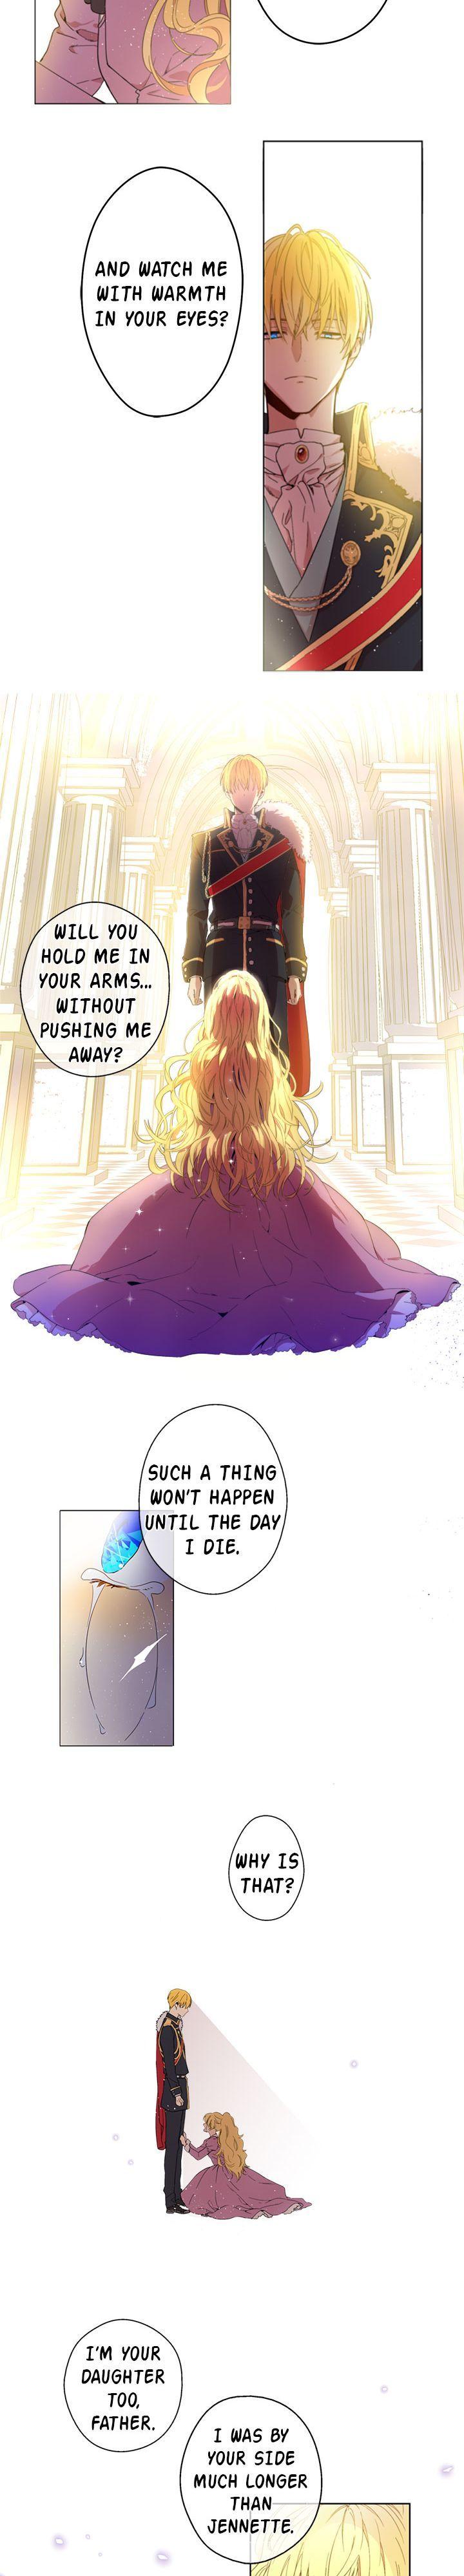 AND WATCH ME
WITH WARMTH
IN YOUR EYES?
WILL YOU
HOLD ME IN
YOUR ARMS...
WITHOUT
PUSHING ME
AWAY?
SUCH A THING
WON'T HAPPEN
UNTIL THE DAY
I DIE.
WHY IS
THAT?
I'M YOUR
DAUGHTER
TOO,
FATHER.
I WAS BY
YOUR SIDE
MUCH LONGER
THAN
JENNETTE.